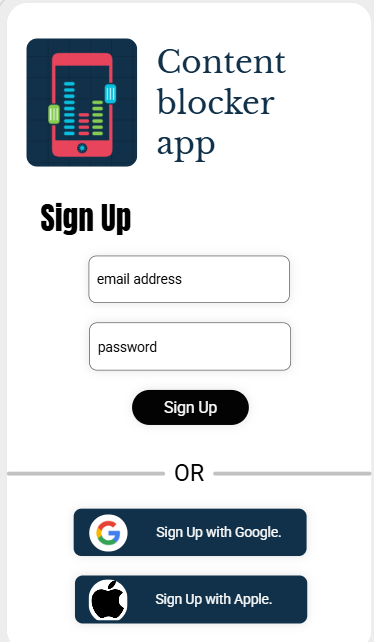 Content
blocker
app
Sign Up
email address
password
Sign Up
OR
Sign Up with Google.
Sign Up with Apple.